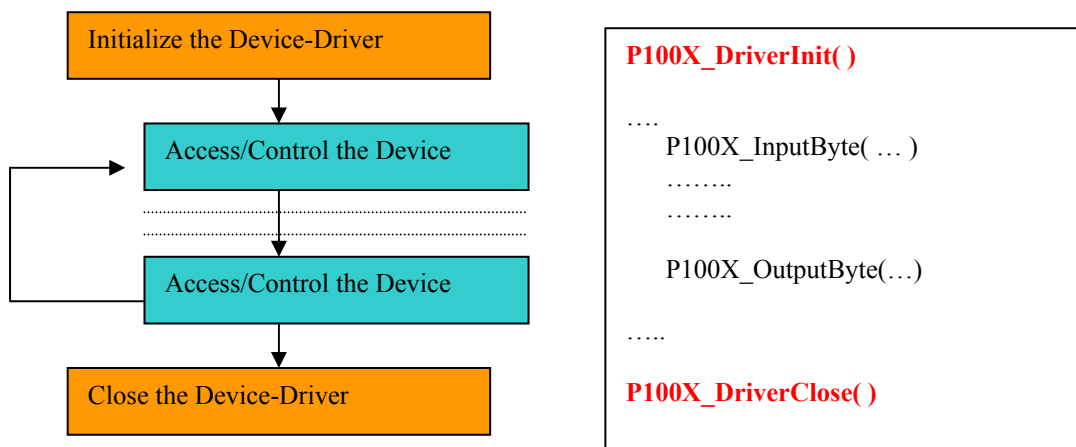 Initialize the Device-Driver
Access/Control the Device
Access/Control the Device
Close the Device-Driver
P100X_DriverInit( )
….
P100X_InputByte( … )
……..
……..
P100X_OutputByte(…)
…..
P100X_DriverClose( )